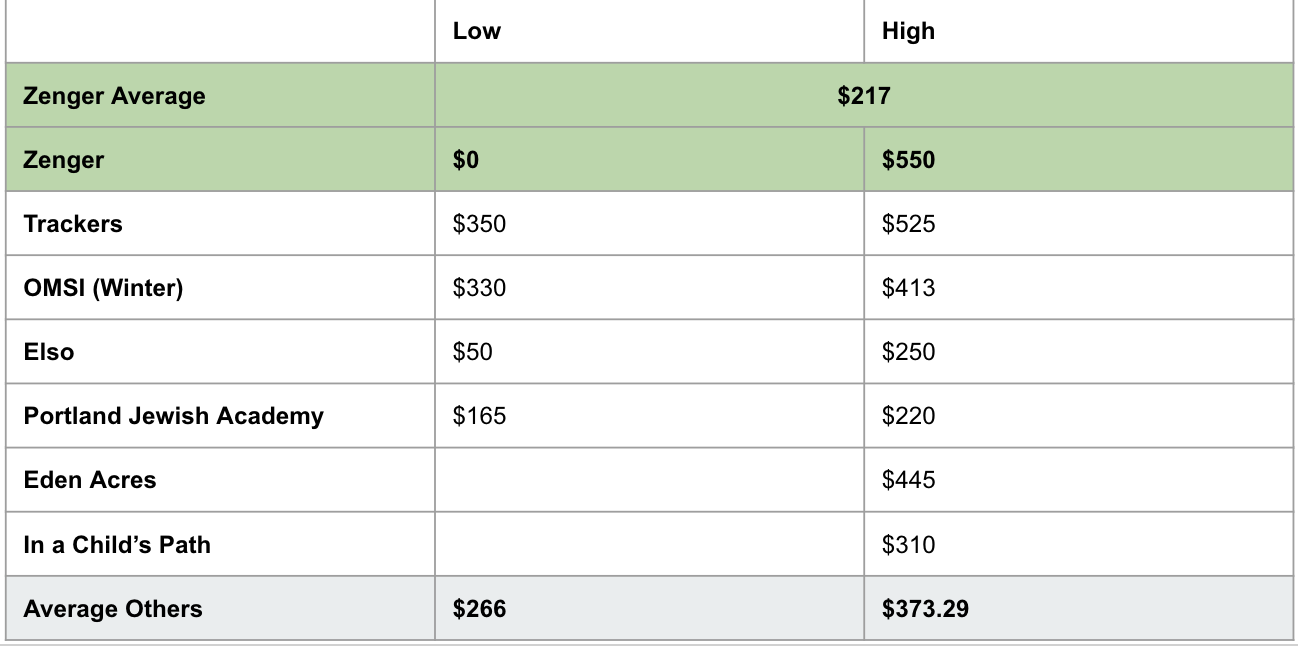 Low High
Zenger Average $217
Zenger $0 $550
Trackers $350 $525
OMSI (Winter) $330 $413
Elso $50 $250
Portland Jewish Academy $165 $220
Eden Acres $445
In a Child’s Path $310
Average Others $266 $373.29